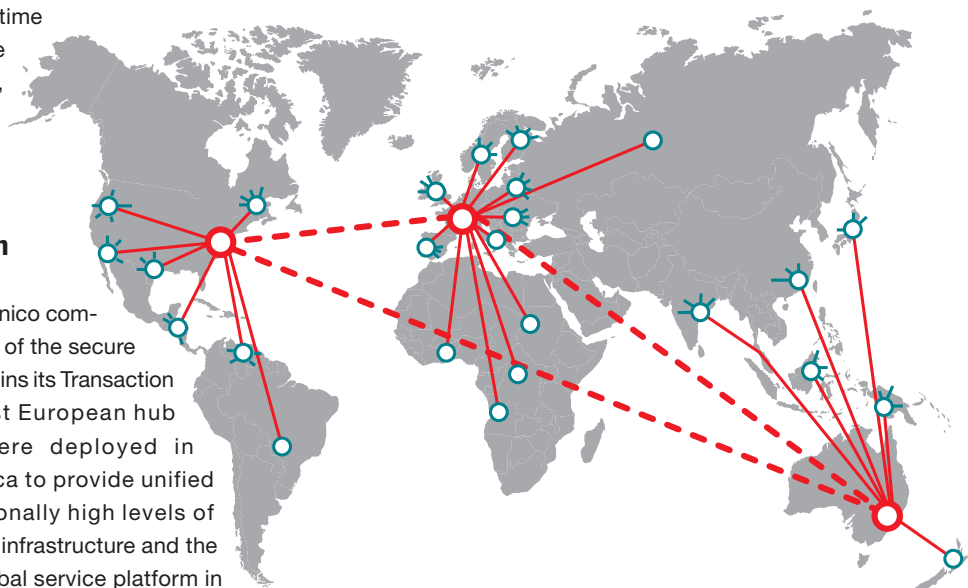 time
e
,
n
nico com-
of the secure
ins its Transaction
st European hub
ere deployed in
ca to provide unified
onally high levels of
infrastructure and the
bal service platform in